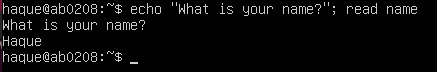 haque@ab0208:~$ echo "What is your name?"; read name
What is your name?
Haque
haque@ab0208:~$ _